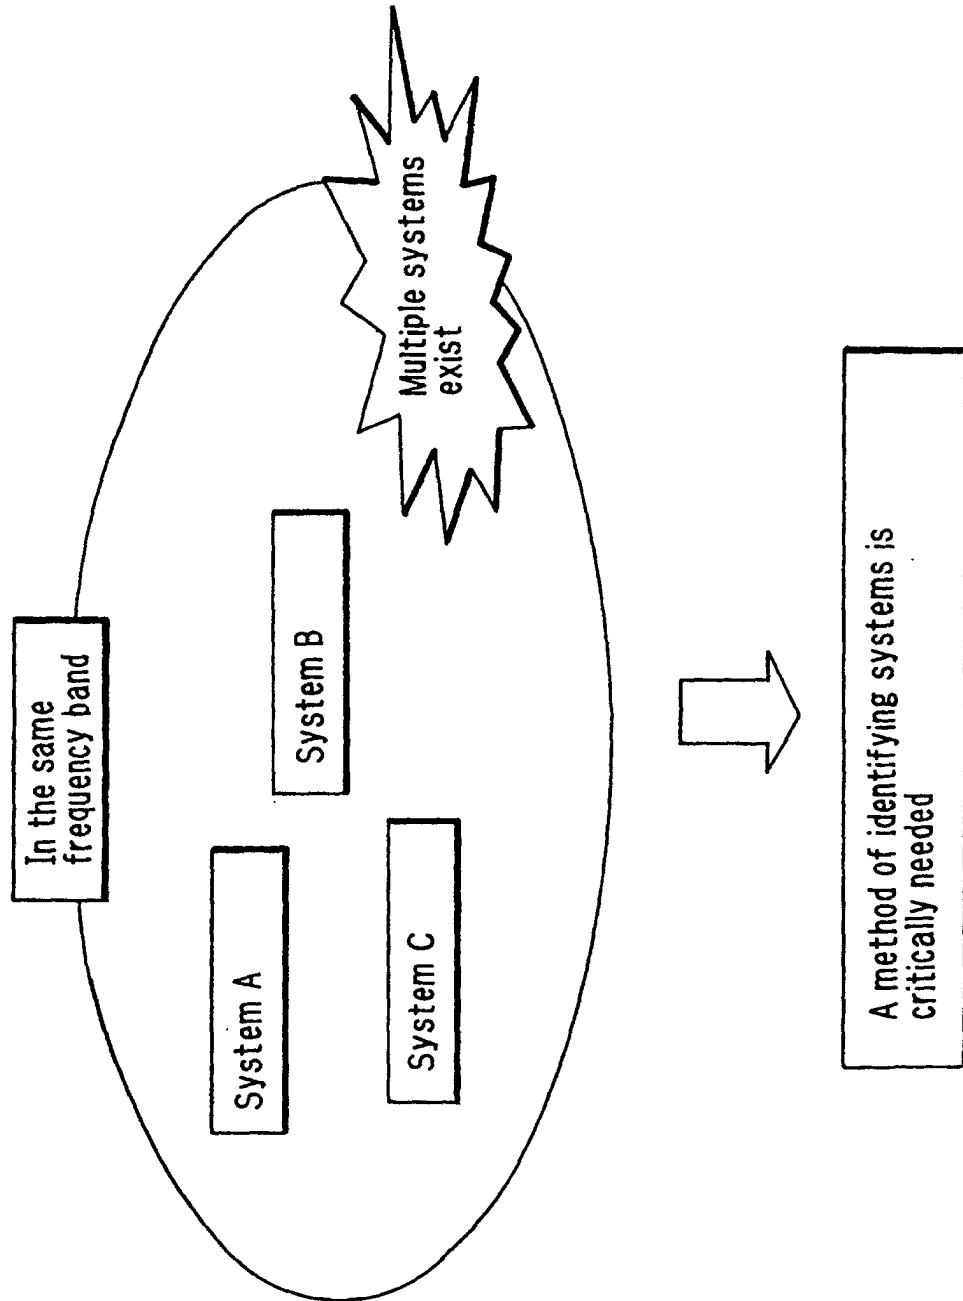 In the same
frequency band
System A
System B
System C
Multiple systems
exist
A method of identifying systems is
critically needed